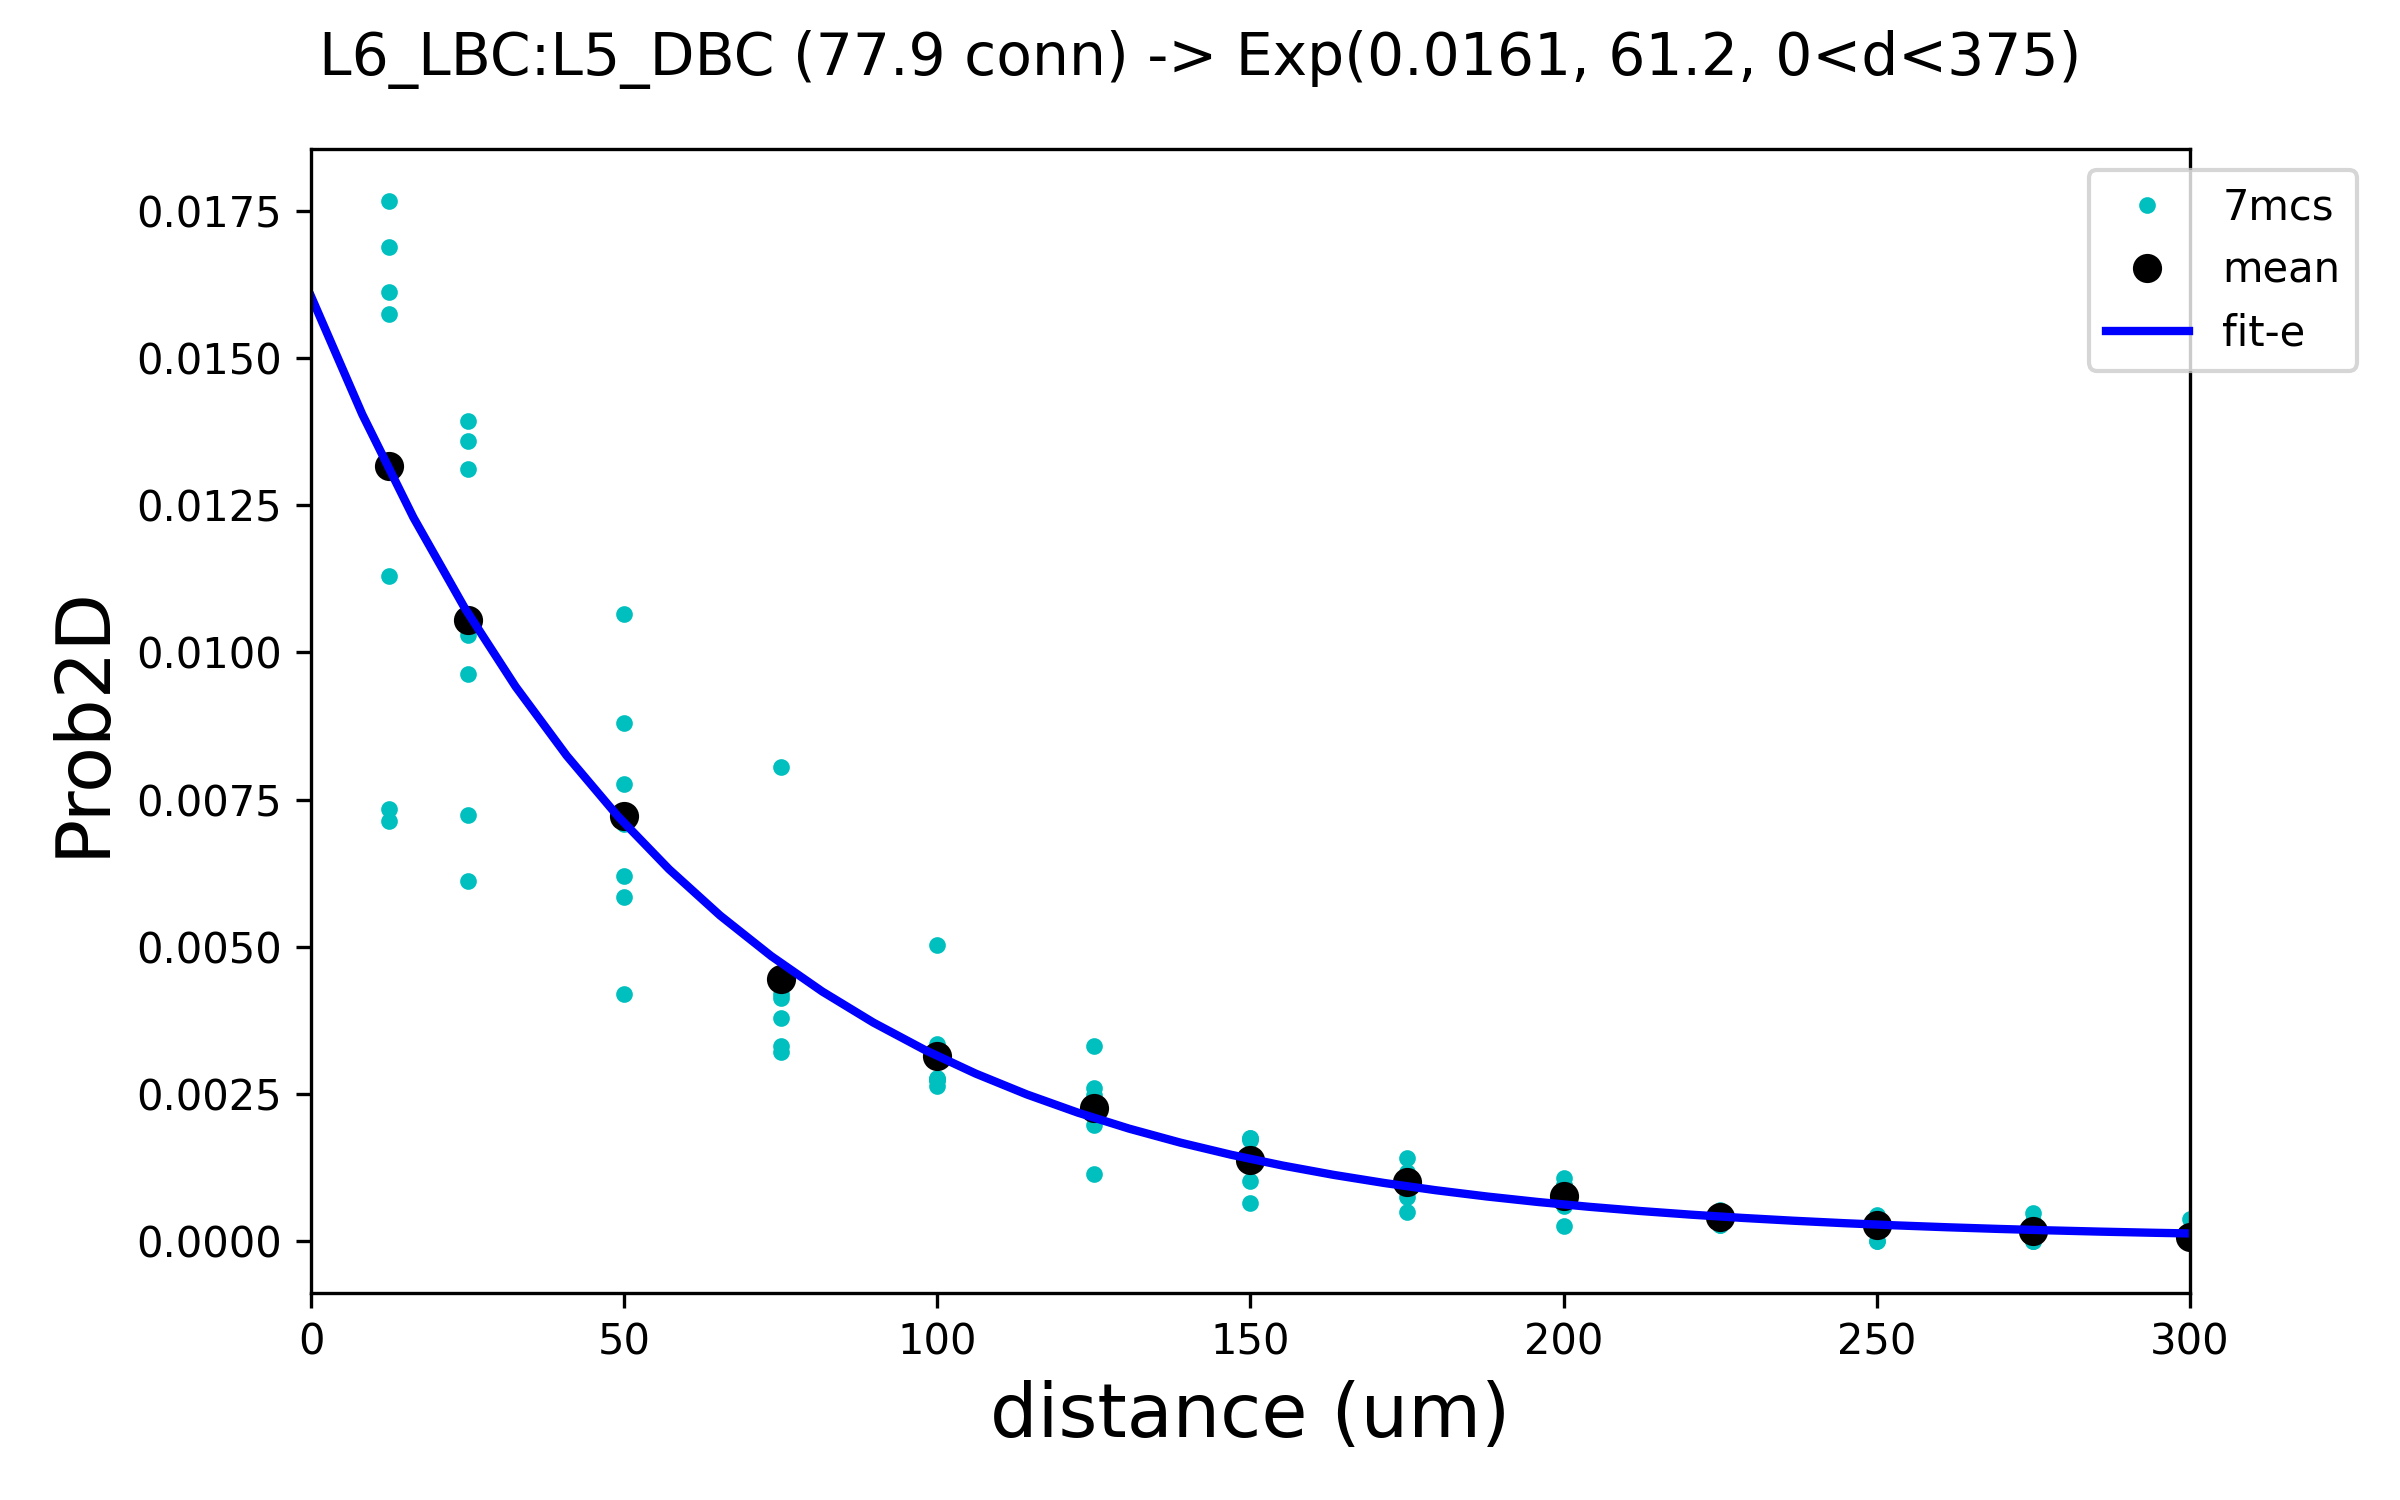 L6_LBC:L5_DBC (77.9 conn) -> Exp(0.0161, 61.2, 0<d<375)
7mcs
mean
fit-e
0.0175
0.0150
0.0125
0.0100
0.0075
0.0050
0.0025
0.0000
Prob2D
0 50 100 150 200 250 300
distance (um)